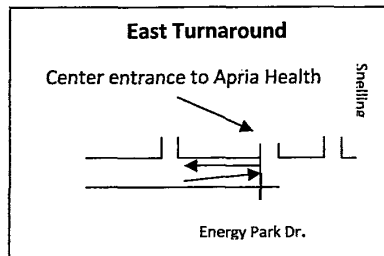 East Turnaround
Center entrance to Apria Health
Snelling
Energy Park Dr.